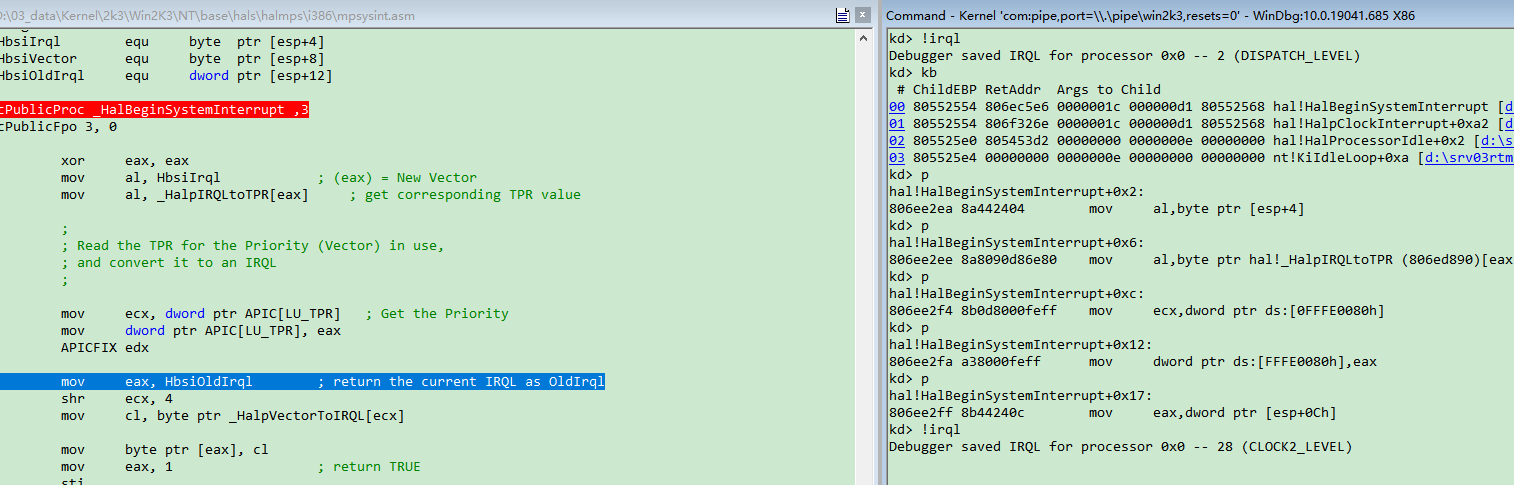 0:\03_data\Kernel\2k3\Win2K3\NT\base\hals\halmps\i386\mpsysint.asm
HbsiIrql equ byte ptr [esp+4]
HbsiVector equ byte ptr [esp+8]
HbsiOldIrql equ dword ptr [esp+12]
cPublicProc _HalBeginSystemInterrupt ,3
cPublicFpo 3, 0
xor eax, eax
mov al, HbsiIrql ; (eax) = New Vector
mov al, _HalpIRQLtoTPR[eax] ; get corresponding TPR value
;
; Read the TPR for the Priority (Vector) in use,
; and convert it to an IRQL
;
mov ecx, dword ptr APIC[LU_TPR] ; Get the Priority
mov dword ptr APIC[LU_TPR], eax
APICFIX edx
mov eax, HbsiOldIrql ; return the current IRQL as OldIrql
shr ecx, 4
mov cl, byte ptr _HalpVectorToIRQL[ecx]
mov byte ptr [eax], cl
mov eax, 1 ; return TRUE
sti
Command - Kernel 'com:pipe,port=\\.\pipe\win2k3,resets=0' - WinDbg:10.0.19041.685 X86
kd> !irql
Debugger saved IRQL for processor 0x0 -- 2 (DISPATCH_LEVEL)
kd> kb
# ChildEBP RetAddr Args to Child
00 80552554 806ec5e6 0000001c 000000d1 80552568 hal!HalBeginSystemInterrupt [d
01 80552554 806f326e 0000001c 000000d1 80552568 hal!HalpClockInterrupt+0xa2 [d
02 805525e0 805453d2 00000000 0000000e 00000000 hal!HalProcessorIdle+0x2 [d:\s
03 805525e4 00000000 0000000e 00000000 00000000 nt!KiIdleLoop+0xa [d:\srv03rtm
kd> p
hal!HalBeginSystemInterrupt+0x2:
806ee2ea 8a442404 mov al,byte ptr [esp+4]
kd> p
hal!HalBeginSystemInterrupt+0x6:
806ee2ee 8a8090d86e80 mov al,byte ptr hal!_HalpIRQLtoTPR (806ed890)[eax
kd> p
hal!HalBeginSystemInterrupt+0xc:
806ee2f4 8b0d8000feff mov ecx,dword ptr ds:[0FFFE0080h]
kd> p
hal!HalBeginSystemInterrupt+0x12:
806ee2fa a38000feff mov dword ptr ds:[FFFE0080h],eax
kd> p
hal!HalBeginSystemInterrupt+0x17:
806ee2ff 8b44240c mov eax,dword ptr [esp+0Ch]
kd> !irql
Debugger saved IRQL for processor 0x0 -- 28 (CLOCK2_LEVEL)